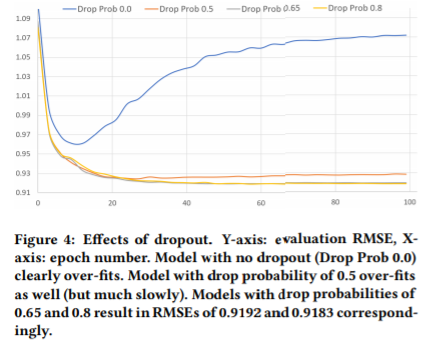 Drop Prob 0.0 Drop Prob 0.5 Drop Prob 0.65 Drop Prob 0.8
1.09
1.07
1.05
1.03
1.01
0.99
0.97
0.95
0.93
0.91
0 20 40 60 80 100
Figure 4: Effects of dropout. Y-axis: evaluation RMSE, X-
axis: epoch number. Model with no dropout (Drop Prob 0.0)
clearly over-fits. Model with drop probability of 0.5 over-fits
as well (but much slowly). Models with drop probabilities of
0.65 and 0.8 result in RMSEs of 0.9192 and 0.9183 correspond-
ingly.